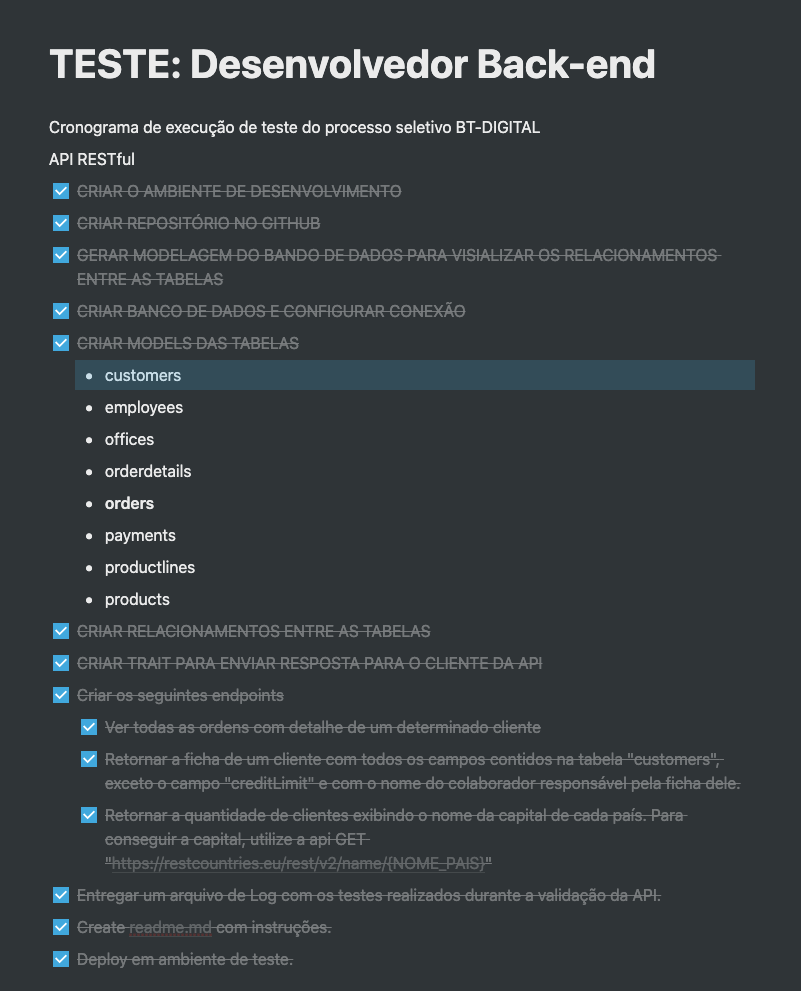 TESTE: Desenvolvedor Back-end
Cronograma de execução de teste do processo seletivo BT-DIGITAL
API RESTful
CRIAR O AMBIENTE DE DESENVOLVIMENTO
CRIAR REPOSITÓRIO NO GITHUB
GERAR MODELAGEM DO BANDO DE DADOS PARA VISIALIZAR OS RELACIONAMENTOS
ENTRE AS TABELAS
CRIAR BANCO DE DADOS E CONFIGURAR CONEXÃO
CRIAR MODELS DAS TABELAS
customers
employees
offices
orderdetails
orders
payments
productlines
products
CRIAR RELACIONAMENTOS ENTRE AS TABELAS
CRIAR TRAIT PARA ENVIAR RESPOSTA PARA O CLIENTE DA API
Criar os seguintes endpoints
Ver todas as ordens com detalhe de um determinado cliente
Retornar a ficha de um cliente com todos os campos contidos na tabela "customers",
exceto o campo "creditLimit" e com o nome do colaborador responsável pela ficha dele.
Retornar a quantidade de clientes exibindo o nome da capital de cada país. Para
conseguir a capital, utilize a api GET
"https://restcountries.eu/rest/v2/name/{NOME_PAIS}"
Entregar um arquivo de Log com os testes realizados durante a validação da API.
Create readme.md com instruções.
Deploy em ambiente de teste.